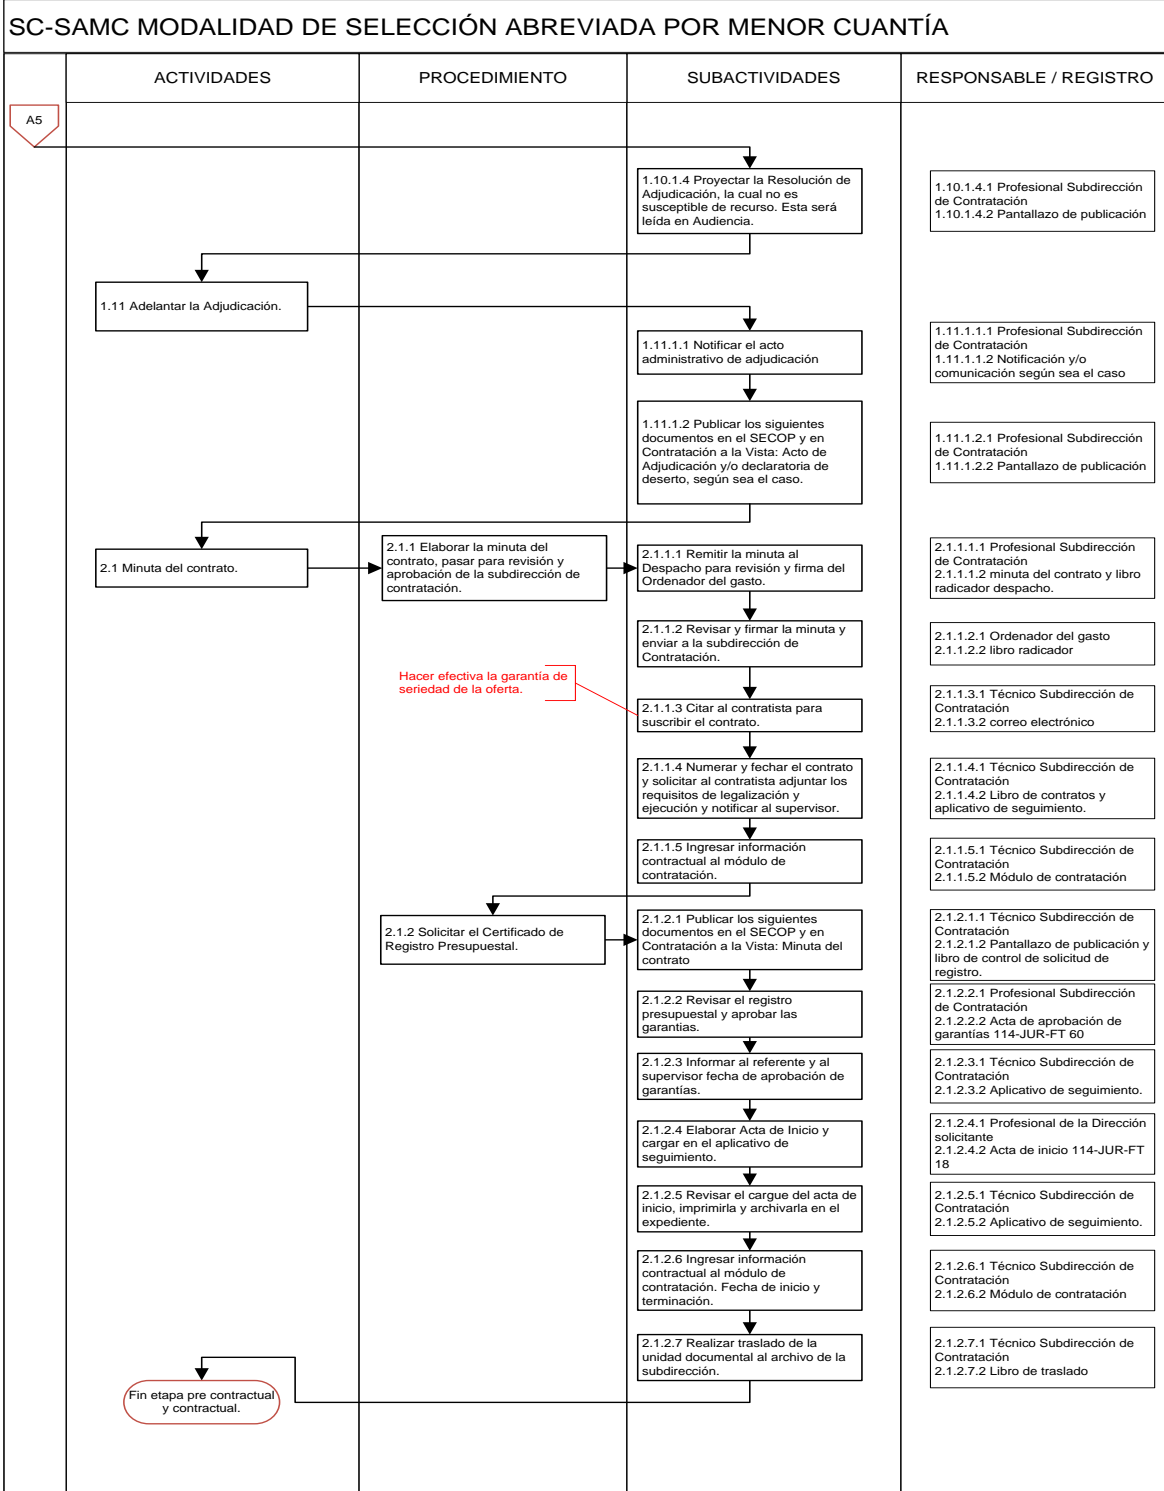 SC-SAMC MODALIDAD DE SELECCIÓN ABREVIADA POR MENOR CUANTÍA
ACTIVIDADES
PROCEDIMIENTO
SUBACTIVIDADES
RESPONSABLE / REGISTRO
A5
1.10.1.4 Proyectar la Resolución de
Adjudicación, la cual no es
susceptible de recurso. Esta será
leída en Audiencia.
1.10.1.4.1 Profesional Subdirección
de Contratación
1.10.1.4.2 Pantallazo de publicación
1.11 Adelantar la Adjudicación.
1.11.1.1 Notificar el acto
administrativo de adjudicación
1.11.1.1.1 Profesional Subdirección
de Contratación
1.11.1.1.2 Notificación y/o
comunicación según sea el caso
1.11.1.2 Publicar los siguientes
documentos en el SECOP y en
Contratación a la Vista: Acto de
Adjudicación y/o declaratoria de
deserto, según sea el caso.
1.11.1.2.1 Profesional Subdirección
de Contratación
1.11.1.2.2 Pantallazo de publicación
2.1 Minuta del contrato.
2.1.1 Elaborar la minuta del
contrato, pasar para revisión y
aprobación de la subdirección de
contratación.
2.1.1.1 Remitir la minuta al
Despacho para revisión y firma del
Ordenador del gasto.
2.1.1.1.1 Profesional Subdirección
de Contratación
2.1.1.1.2 minuta del contrato y libro
radicador despacho.
2.1.1.2 Revisar y firmar la minuta y
enviar a la subdirección de
Contratación.
2.1.1.2.1 Ordenador del gasto
2.1.1.2.2 libro radicador
Hacer efectiva la garantía de
seriedad de la oferta.
2.1.1.3 Citar al contratista para
suscribir el contrato.
2.1.1.3.1 Técnico Subdirección de
Contratación
2.1.1.3.2 correo electrónico
2.1.1.4 Numerar y fechar el contrato
y solicitar al contratista adjuntar los
requisitos de legalización y
ejecución y notificar al supervisor.
2.1.1.4.1 Técnico Subdirección de
Contratación
2.1.1.4.2 Libro de contratos y
aplicativo de seguimiento.
2.1.1.5 Ingresar información
contractual al módulo de
contratación.
2.1.1.5.1 Técnico Subdirección de
Contratación
2.1.1.5.2 Módulo de contratación
2.1.2 Solicitar el Certificado de
Registro Presupuestal.
2.1.2.1 Publicar los siguientes
documentos en el SECOP y en
Contratación a la Vista: Minuta del
contrato
2.1.2.1.1 Técnico Subdirección de
Contratación
2.1.2.1.2 Pantallazo de publicación y
libro de control de solicitud de
registro.
2.1.2.2 Revisar el registro
presupuestal y aprobar las
garantias.
2.1.2.2.1 Profesional Subdirección
de Contratación
2.1.2.2.2 Acta de aprobación de
garantías 114-JUR-FT 60
2.1.2.3 Informar al referente y al
supervisor fecha de aprobación de
garantías.
2.1.2.3.1 Técnico Subdirección de
Contratación
2.1.2.3.2 Aplicativo de seguimiento.
2.1.2.4 Elaborar Acta de Inicio y
cargar en el aplicativo de
seguimiento.
2.1.2.4.1 Profesional de la Dirección
solicitante
2.1.2.4.2 Acta de inicio 114-JUR-FT
18
2.1.2.5 Revisar el cargue del acta de
inicio, imprimirla y archivarla en el
expediente.
2.1.2.5.1 Técnico Subdirección de
Contratación
2.1.2.5.2 Aplicativo de seguimiento.
2.1.2.6 Ingresar información
contractual al módulo de
contratación. Fecha de inicio y
terminación.
2.1.2.6.1 Técnico Subdirección de
Contratación
2.1.2.6.2 Módulo de contratación
2.1.2.7 Realizar traslado de la
unidad documental al archivo de la
subdirección.
2.1.2.7.1 Técnico Subdirección de
Contratación
2.1.2.7.2 Libro de traslado
Fin etapa pre contractual
y contractual.